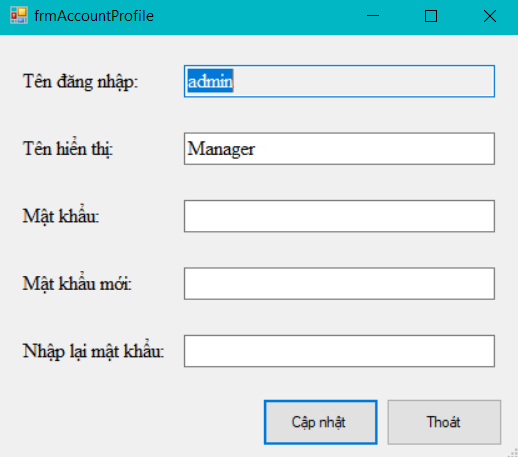 frmAccountProfile
Tên đăng nhập: admin
Tên hiển thị: Manager
Mật khẩu:
Mật khẩu mới:
Nhập lại mật khẩu:
Cập nhật Thoát